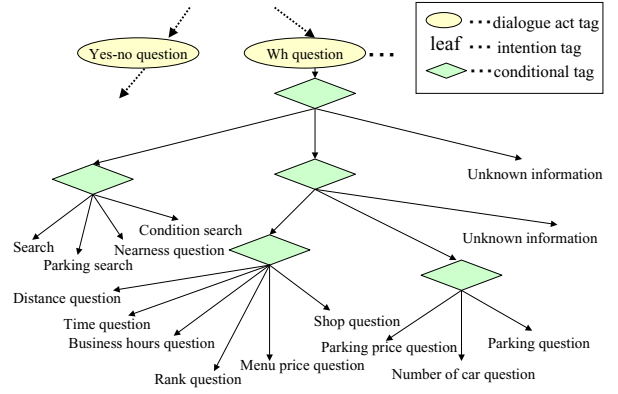 Yes-no question
Wh question
• • •
• • • dialogue act tag
leaf • • • intention tag
• • • conditional tag
Unknown information
Condition search
Search
Nearness question
Parking search
Unknown information
Distance question
Time question
Shop question
Business hours question
Parking price question
Parking question
Menu price question
Rank question
Number of car question